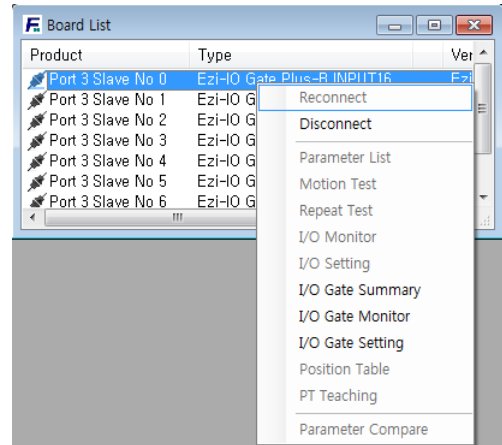 Board List
Product Type Ver
Port 3 Slave No 0 Ezi-IO Gate Plus-B INPUT16 Ezi
Port 3 Slave No 1 Ezi-IO G
Port 3 Slave No 2 Ezi-IO G
Port 3 Slave No 3 Ezi-IO G
Port 3 Slave No 4 Ezi-IO G
Port 3 Slave No 5 Ezi-IO G
Port 3 Slave No 6 Ezi-IO G
Reconnect
Disconnect
Parameter List
Motion Test
Repeat Test
I/O Monitor
I/O Setting
I/O Gate Summary
I/O Gate Monitor
I/O Gate Setting
Position Table
PT Teaching
Parameter Compare